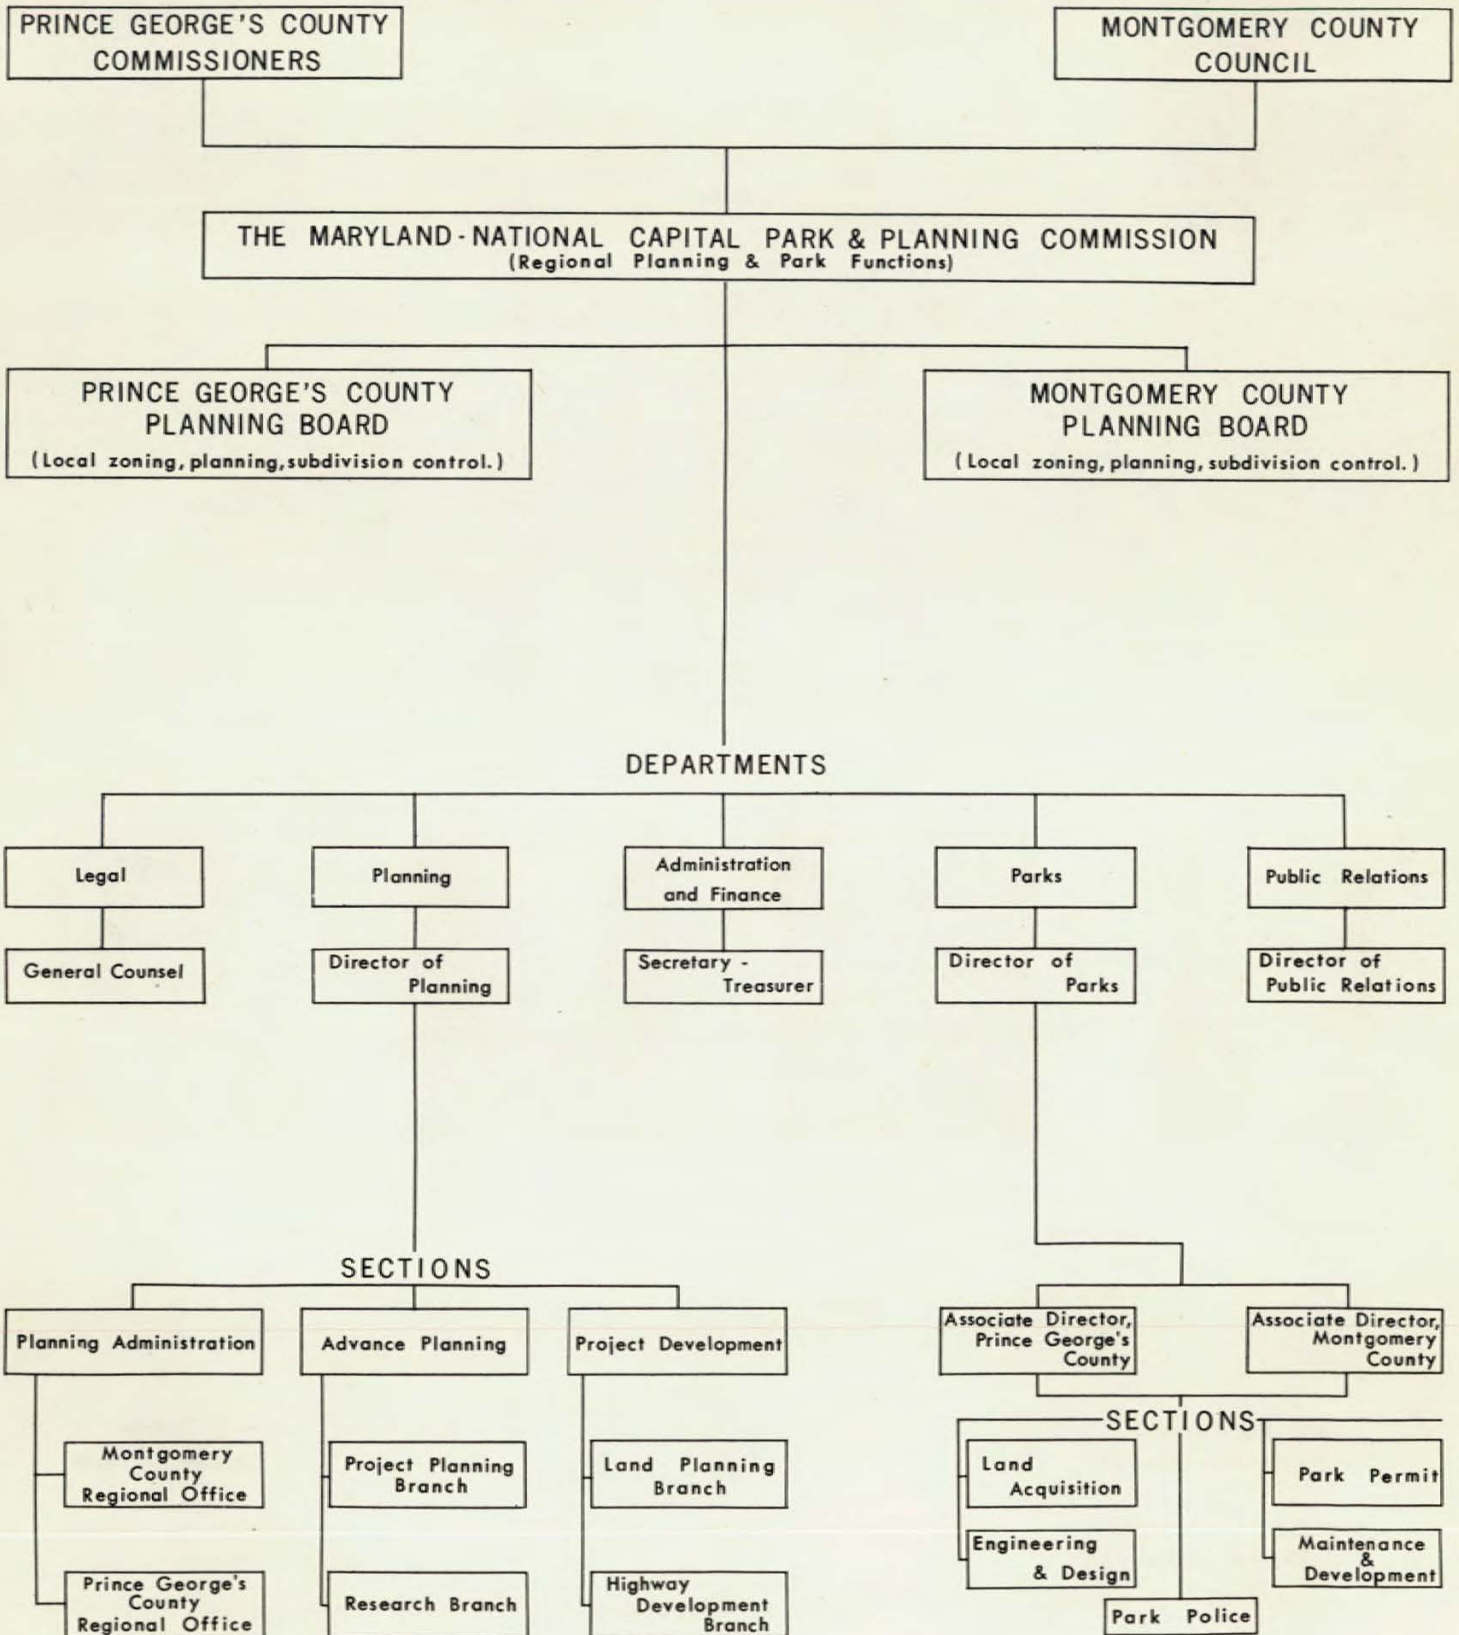 PRINCE GEORGE'S COUNTY
COMMISSIONERS
MONTGOMERY COUNTY
COUNCIL
THE MARYLAND-NATIONAL CAPITAL PARK & PLANNING COMMISSION
(Regional Planning & Park Functions)
PRINCE GEORGE'S COUNTY
PLANNING BOARD
(Local zoning, planning, subdivision control.)
MONTGOMERY COUNTY
PLANNING BOARD
(Local zoning, planning, subdivision control.)
DEPARTMENTS
Legal
Planning
Administration
and Finance
Parks
Public Relations
General Counsel
Director of
Planning
Secretary -
Treasurer
Director of
Parks
Director of
Public Relations
SECTIONS
Planning Administration
Advance Planning
Project Development
Associate Director,
Prince George's
County
Associate Director,
Montgomery
County
SECTIONS
Montgomery
County
Regional Office
Project Planning
Branch
Land Planning
Branch
Land
Acquisition
Park Permit
Engineering
& Design
Maintenance
&
Development
Prince George's
County
Regional Office
Research Branch
Highway
Development
Branch
Park Police